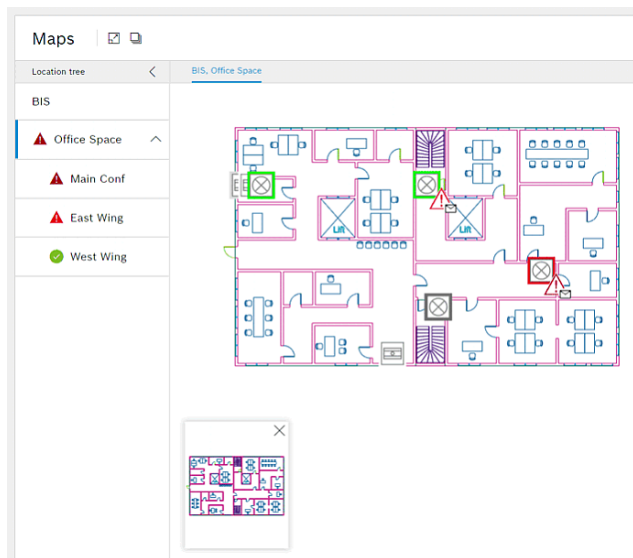 Maps
Location tree
BIS, Office Space
BIS
Office Space
Main Conf
East Wing
West Wing
Lift
Lift